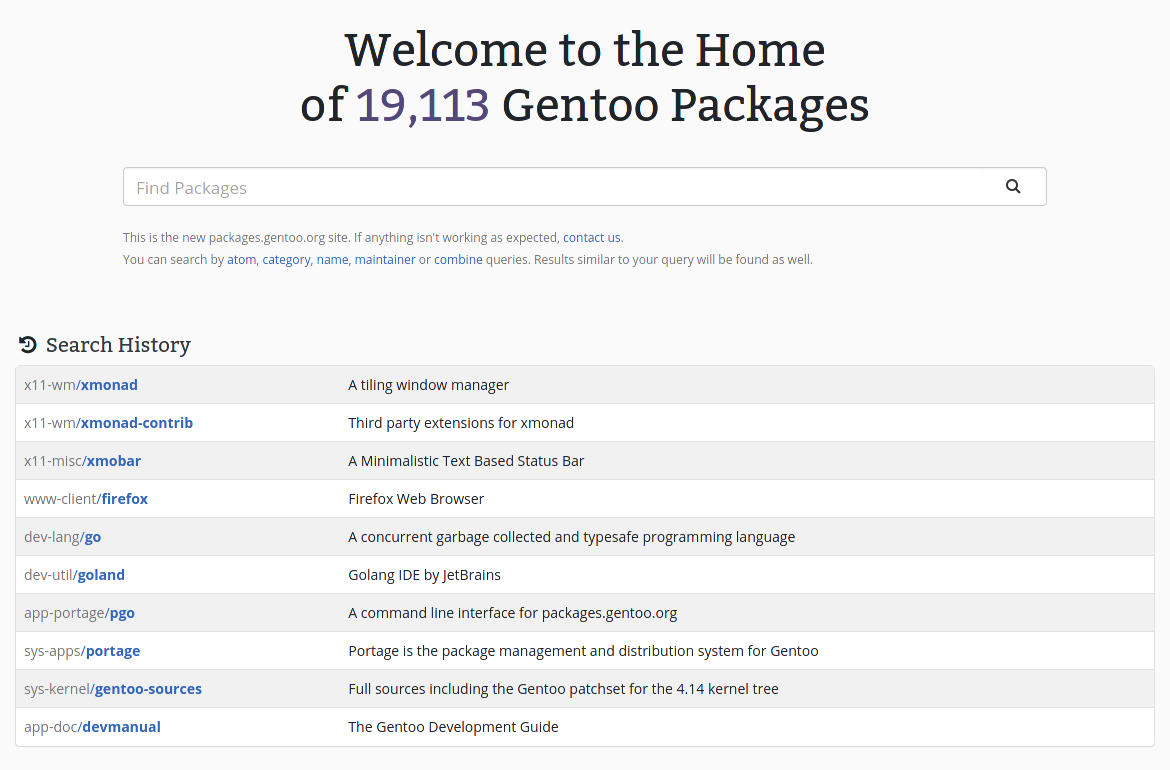 Welcome to the Home
of 19,113 Gentoo Packages
Find Packages
This is the new packages.gentoo.org site. If anything isn't working as expected, contact us.
You can search by atom, category, name, maintainer or combine queries. Results similar to your query will be found as well.
Search History
x11-wm/xmonad A tiling window manager
x11-wm/xmonad-contrib Third party extensions for xmonad
x11-misc/xmobar A Minimalistic Text Based Status Bar
www-client/firefox Firefox Web Browser
dev-lang/go A concurrent garbage collected and typesafe programming language
dev-util/goland Golang IDE by JetBrains
app-portage/pgo A command line interface for packages.gentoo.org
sys-apps/portage Portage is the package management and distribution system for Gentoo
sys-kernel/gentoo-sources Full sources including the Gentoo patchset for the 4.14 kernel tree
app-doc/devmanual The Gentoo Development Guide